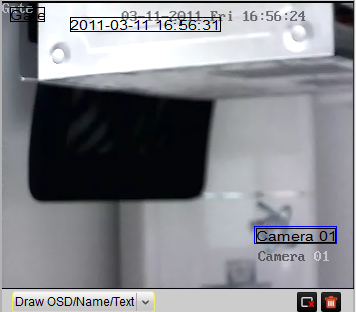 Gate
Gate
03-11-2011 Fri 16:56:24
2011-03-11 16:56:31
Camera 01
Camera 01
Draw OSD/Name/Text